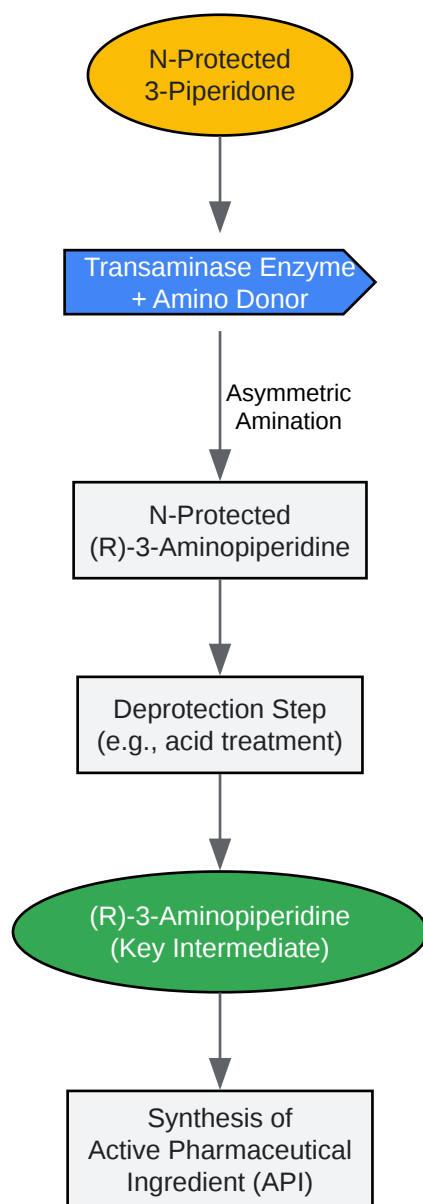 N-Protected
3-Piperidone
Transaminase Enzyme
+ Amino Donor
Asymmetric
Amination
N-Protected
(R)-3-Aminopiperidine
Deprotection Step
(e.g., acid treatment)
(R)-3-Aminopiperidine
(Key Intermediate)
Synthesis of
Active Pharmaceutical
Ingredient (API)